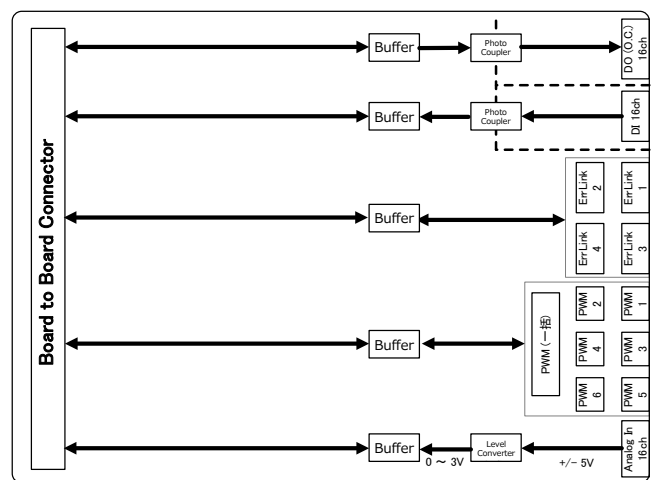 Board to Board Connector
Buffer
Photo
Coupler
DO (O.C.)
16ch
Buffer
Photo
Coupler
DI 16ch
Buffer
ErrLink
2
ErrLink
1
ErrLink
4
ErrLink
3
Buffer
PWM (一括)
PWM
2
PWM
1
PWM
4
PWM
3
PWM
6
PWM
5
Buffer
0 ～ 3V
Level
Converter
+/− 5V
Analog In
16ch